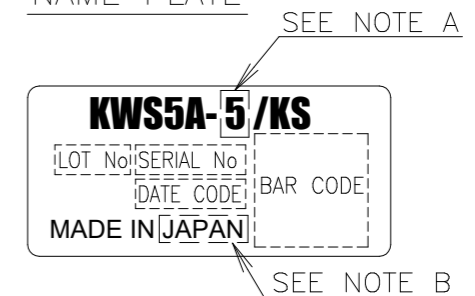 NAME PLATE
SEE NOTE A
KWS5A-5/KS
LOT No SERIAL No
DATE CODE
BAR CODE
MADE IN JAPAN
SEE NOTE B